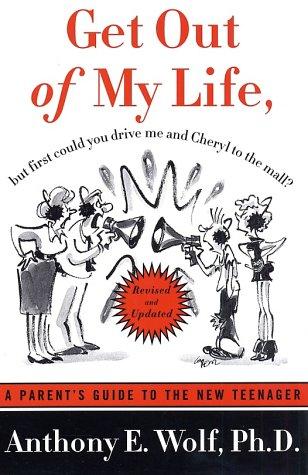 Get Out
of My Life,
but first could you drive me and Cheryl to the mall?
Revised
and
Updated
A PARENT'S GUIDE TO THE NEW TEENAGER
Anthony E. Wolf, Ph.D.